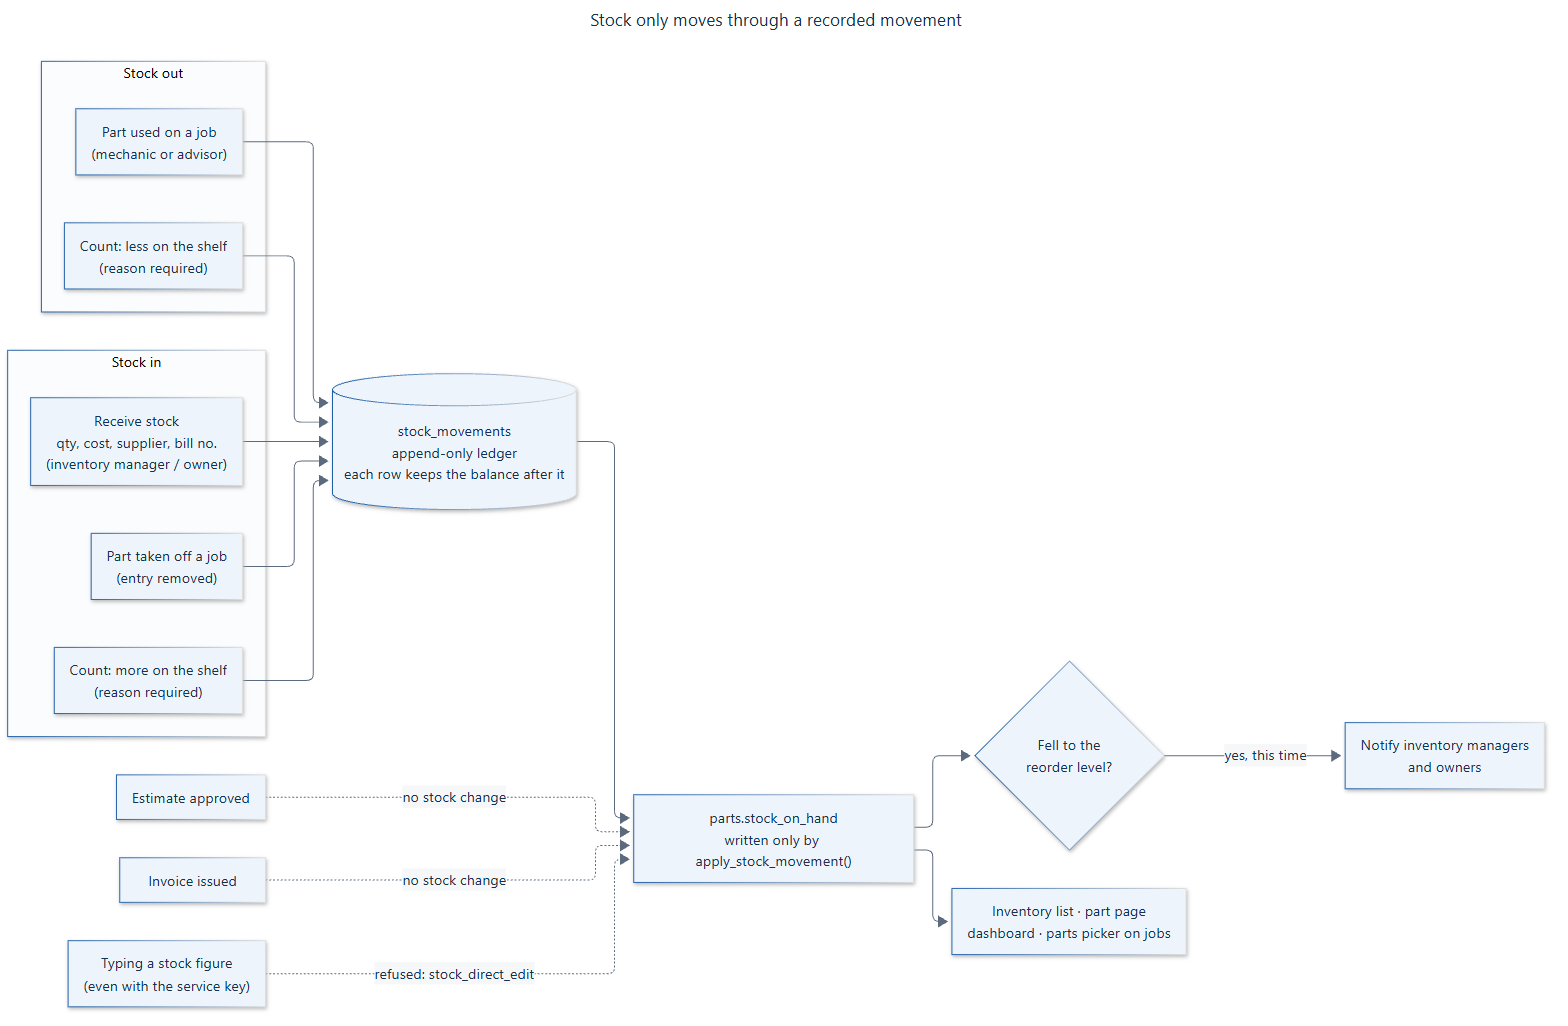 Stock only moves through a recorded movement
Stock out
Part used on a job
(mechanic or advisor)
Count: less on the shelf
(reason required)
Stock in
Receive stock
qty, cost, supplier, bill no.
(inventory manager / owner)
Part taken off a job
(entry removed)
Count: more on the shelf
(reason required)
stock_movements
append-only ledger
each row keeps the balance after it
Estimate approved
no stock change
Invoice issued
no stock change
Typing a stock figure
(even with the service key)
refused: stock_direct_edit
parts.stock_on_hand
written only by
apply_stock_movement()
Fell to the
reorder level?
yes, this time
Notify inventory managers
and owners
Inventory list · part page
dashboard · parts picker on jobs